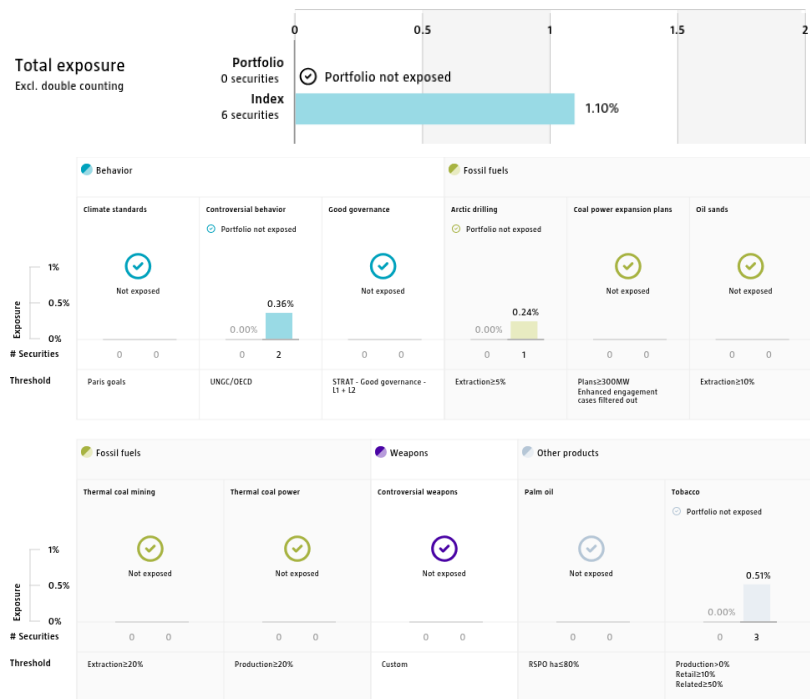 0 0.5 1 1.5 2
Total exposure
Excl. double counting
Portfolio
0 securities
Portfolio not exposed
Index
6 securities
1.10%
Behavior
Fossil fuels
Climate standards
Controversial behavior
Good governance
Arctic drilling
Coal power expansion plans
Oil sands
Portfolio not exposed
Portfolio not exposed
Not exposed
Not exposed
Not exposed
Not exposed
Exposure
1%
0.5%
0%
0.00%
0.36%
0.00%
0.24%
# Securities
0 0
0 2
0 0
0 1
0 0
0 0
Threshold
Paris goals
UNGC/OECD
STRAT - Good governance -
L1 + L2
Extraction≥5%
Plans≥300MW
Enhanced engagement
cases filtered out
Extraction≥10%
Fossil fuels
Weapons
Other products
Thermal coal mining
Thermal coal power
Controversial weapons
Palm oil
Tobacco
Portfolio not exposed
Not exposed
Not exposed
Not exposed
Not exposed
Exposure
1%
0.5%
0%
0.00%
0.51%
# Securities
0 0
0 0
0 0
0 0
0 3
Threshold
Extraction≥20%
Production≥20%
Custom
RSPO ha≤80%
Production>0%
Retail≥10%
Related≥50%